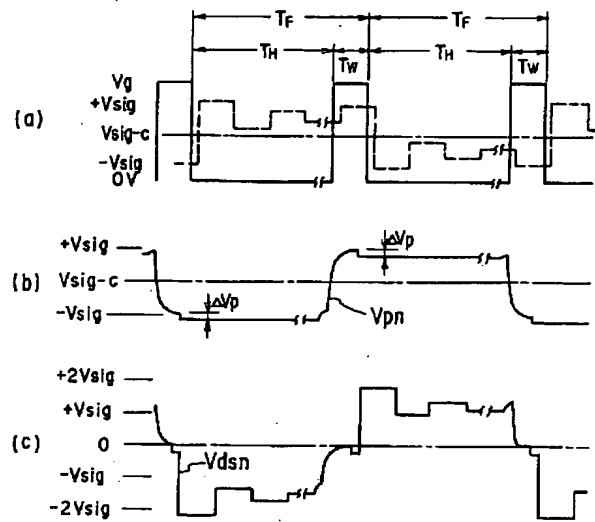 TF TF
TH TW TH TW
(a)
Vg
+Vsig
Vsig-c
-Vsig
0V
(b)
+Vsig
Vsig-c
-Vsig
ΔVp
ΔVp
Vpn
(c)
+2Vsig
+Vsig
0
-Vsig
-2Vsig
Vdsn